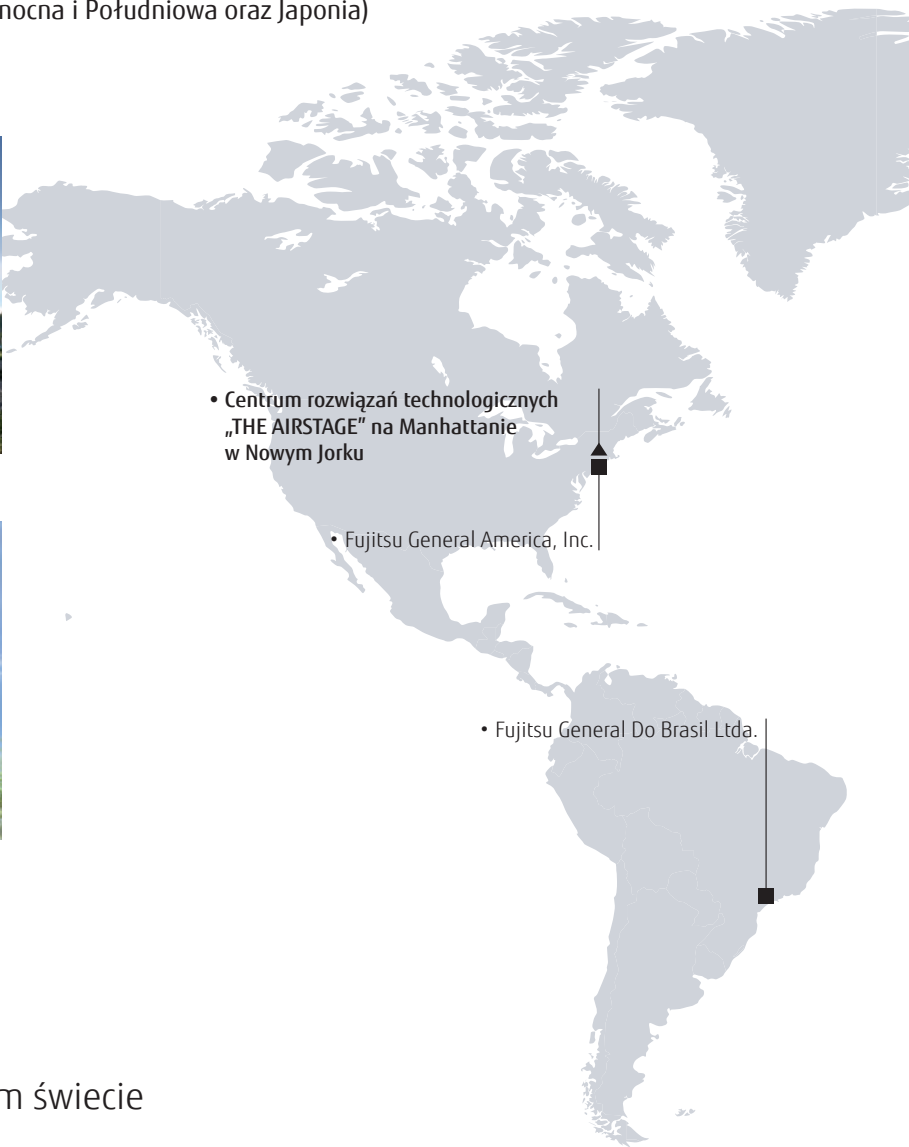 i Południowa oraz Japonia)
• Centrum rozwiązań technologicznych
„THE AIRSTAGE” na Manhattanie
w Nowym Jorku
• Fujitsu General America, Inc.
• Fujitsu General Do Brasil Ltda.
świecie